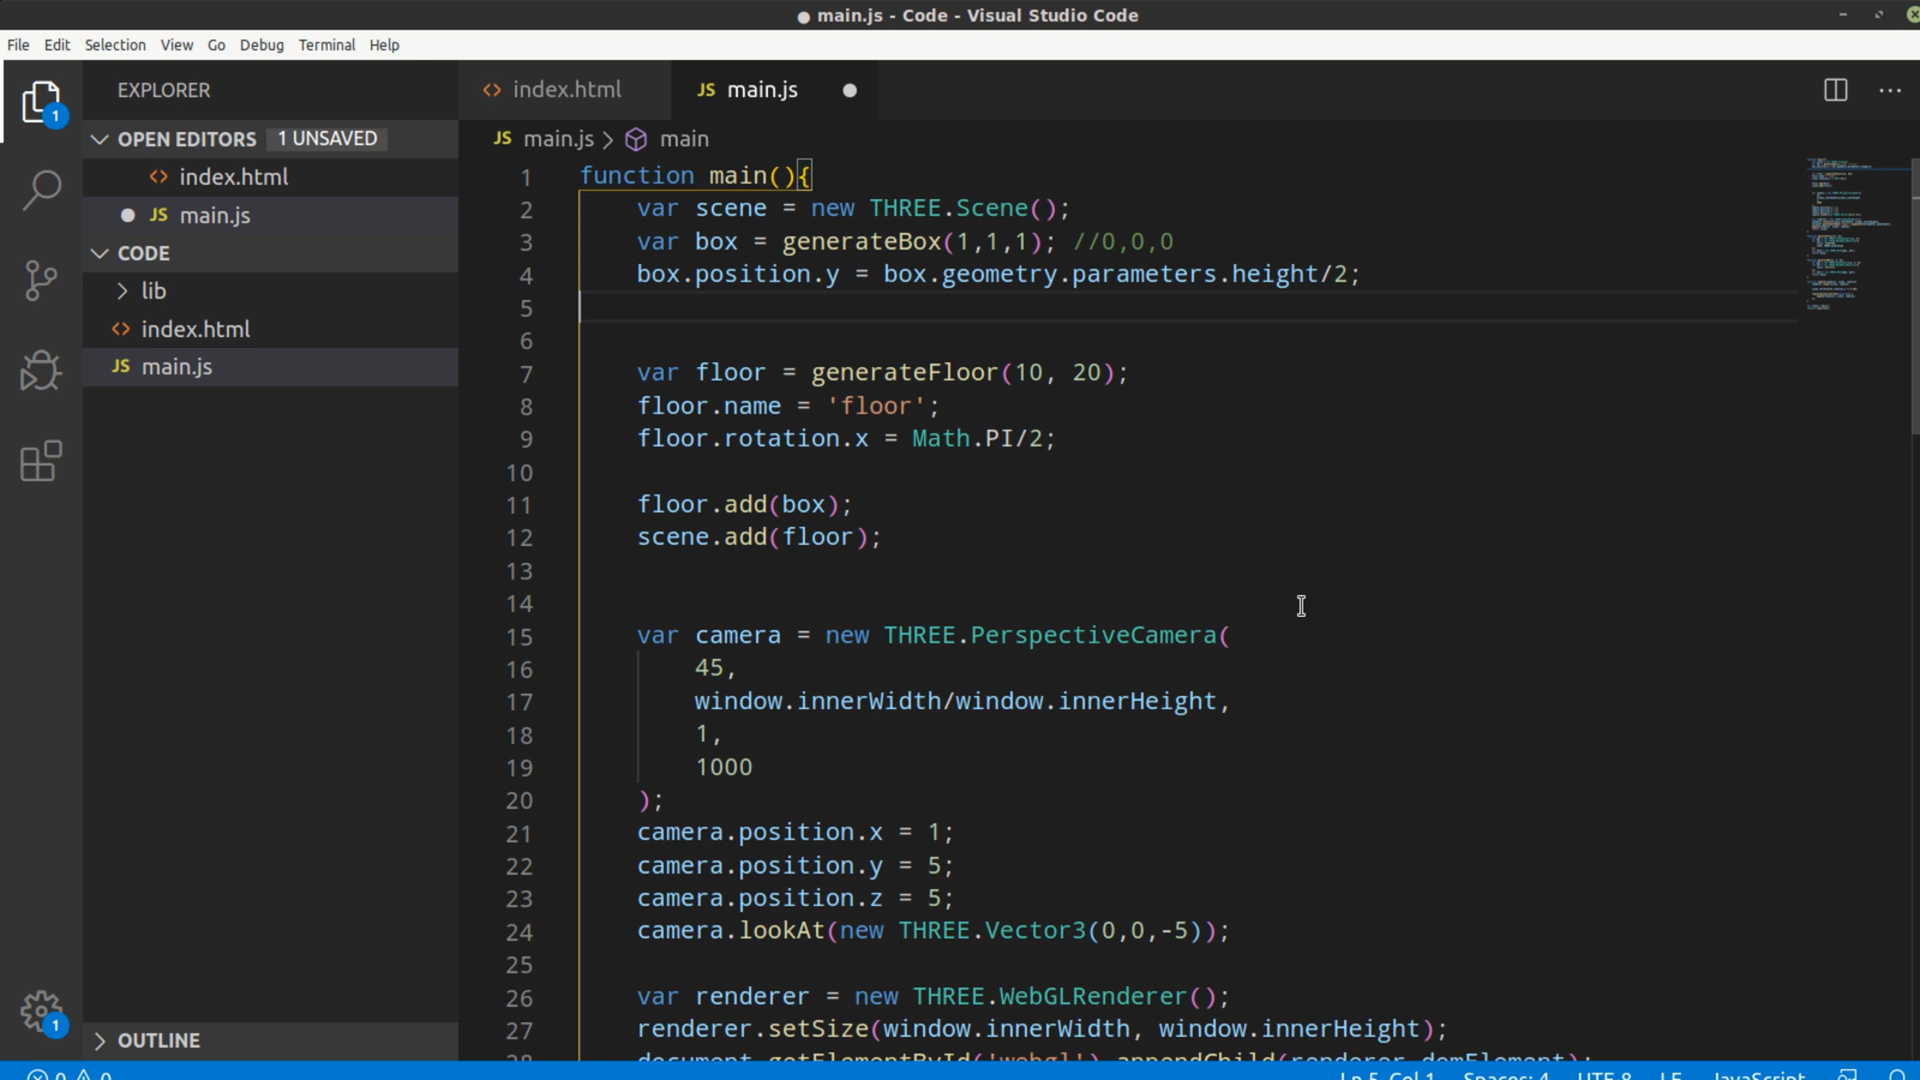 ● main.js - Code - Visual Studio Code
File Edit Selection View Go Debug Terminal Help
EXPLORER
OPEN EDITORS 1 UNSAVED
index.html
JS main.js
CODE
lib
index.html
JS main.js
OUTLINE
1
1
index.html
JS main.js
JS main.js > main
1 function main(){
2 var scene = new THREE.Scene();
3 var box = generateBox(1,1,1); //0,0,0
4 box.position.y = box.geometry.parameters.height/2;
5
6
7 var floor = generateFloor(10, 20);
8 floor.name = 'floor';
9 floor.rotation.x = Math.PI/2;
10
11 floor.add(box);
12 scene.add(floor);
13
14
15 var camera = new THREE.PerspectiveCamera(
16 45,
17 window.innerWidth/window.innerHeight,
18 1,
19 1000
20 );
21 camera.position.x = 1;
22 camera.position.y = 5;
23 camera.position.z = 5;
24 camera.lookAt(new THREE.Vector3(0,0,-5));
25
26 var renderer = new THREE.WebGLRenderer();
27 renderer.setSize(window.innerWidth, window.innerHeight);
28 document.getElementById('webgl').appendChild(renderer.domElement);
0 0 Ln 5, Col 1 Spaces: 4 UTF-8 LF JavaScript